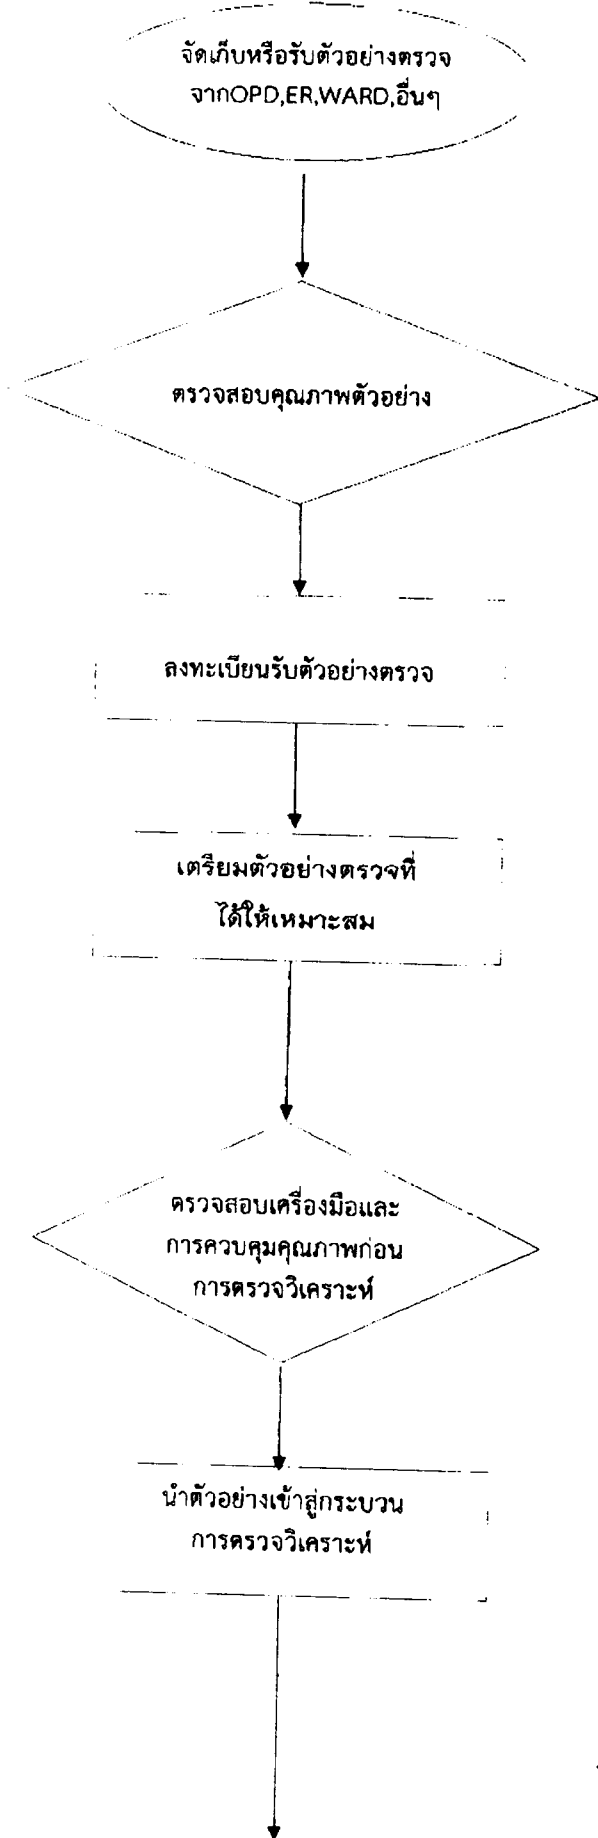 จัดเก็บหรือรับตัวอย่างตรวจ
จากOPD,ER,WARD,อื่นๆ
ตรวจสอบคุณภาพตัวอย่าง
ลงทะเบียนรับตัวอย่างตรวจ
เตรียมตัวอย่างตรวจที่
ได้ให้เหมาะสม
ตรวจสอบเครื่องมือและ
การควบคุมคุณภาพก่อน
การตรวจวิเคราะห์
นำตัวอย่างเข้าสู่กระบวน
การตรวจวิเคราะห์